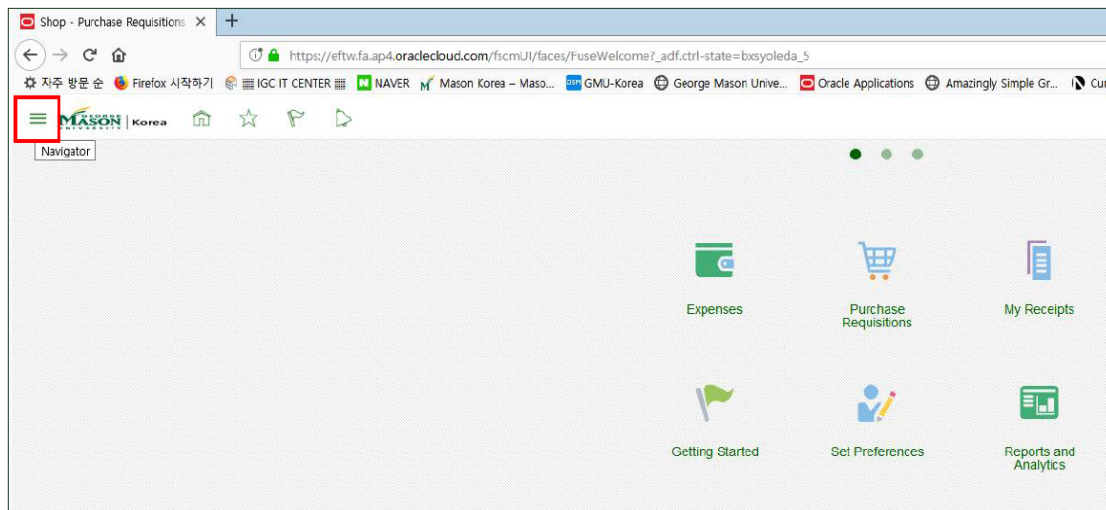 Shop - Purchase Requisitions
https://eftw.fa.ap4.oraclecloud.com/fscmUI/faces/FuseWelcome?_adf.ctrl-state=bxsyoleda_5
자주 방문 순 Firefox 시작하기 IGC IT CENTER NAVER Mason Korea – Maso... GMU-Korea George Mason Unive... Oracle Applications Amazingly Simple Gr... Cur
GEORGE
MASON Korea
UNIVERSITY
Navigator
Expenses Purchase My Receipts
Requisitions
Getting Started Set Preferences Reports and
Analytics